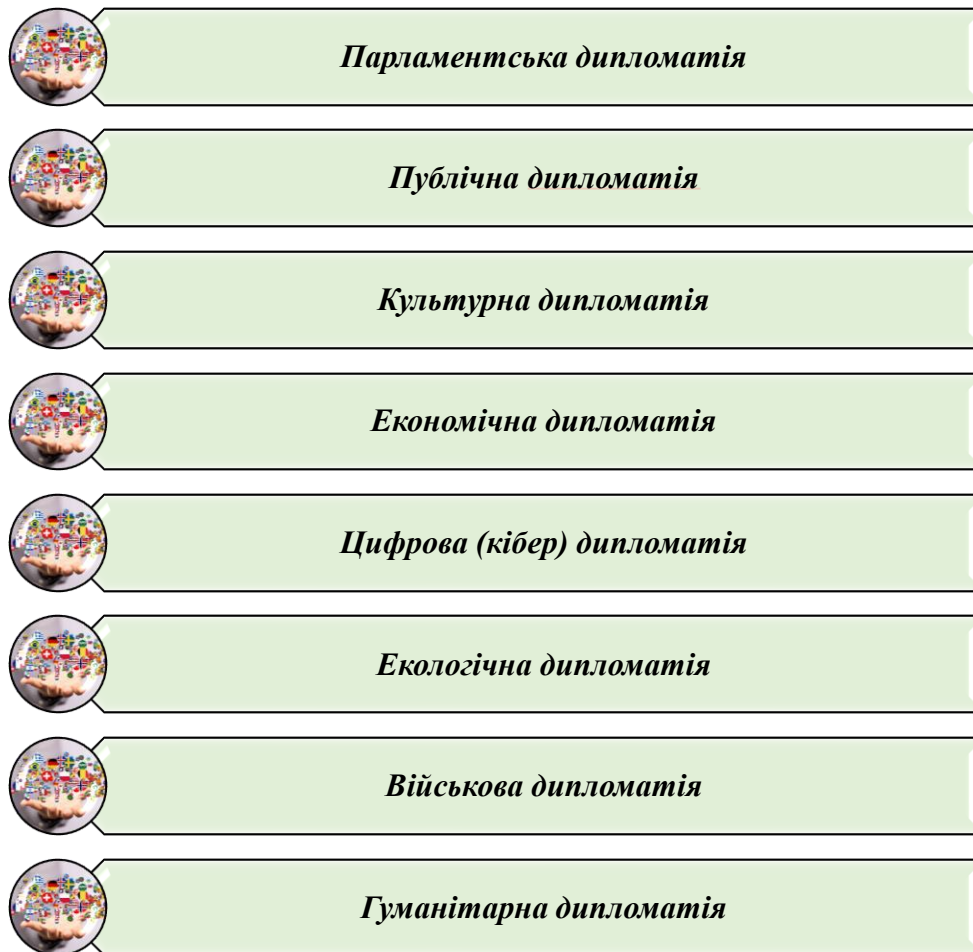 Парламентська дипломатія
Публічна дипломатія
Культурна дипломатія
Економічна дипломатія
Цифрова (кібер) дипломатія
Екологічна дипломатія
Військова дипломатія
Гуманітарна дипломатія